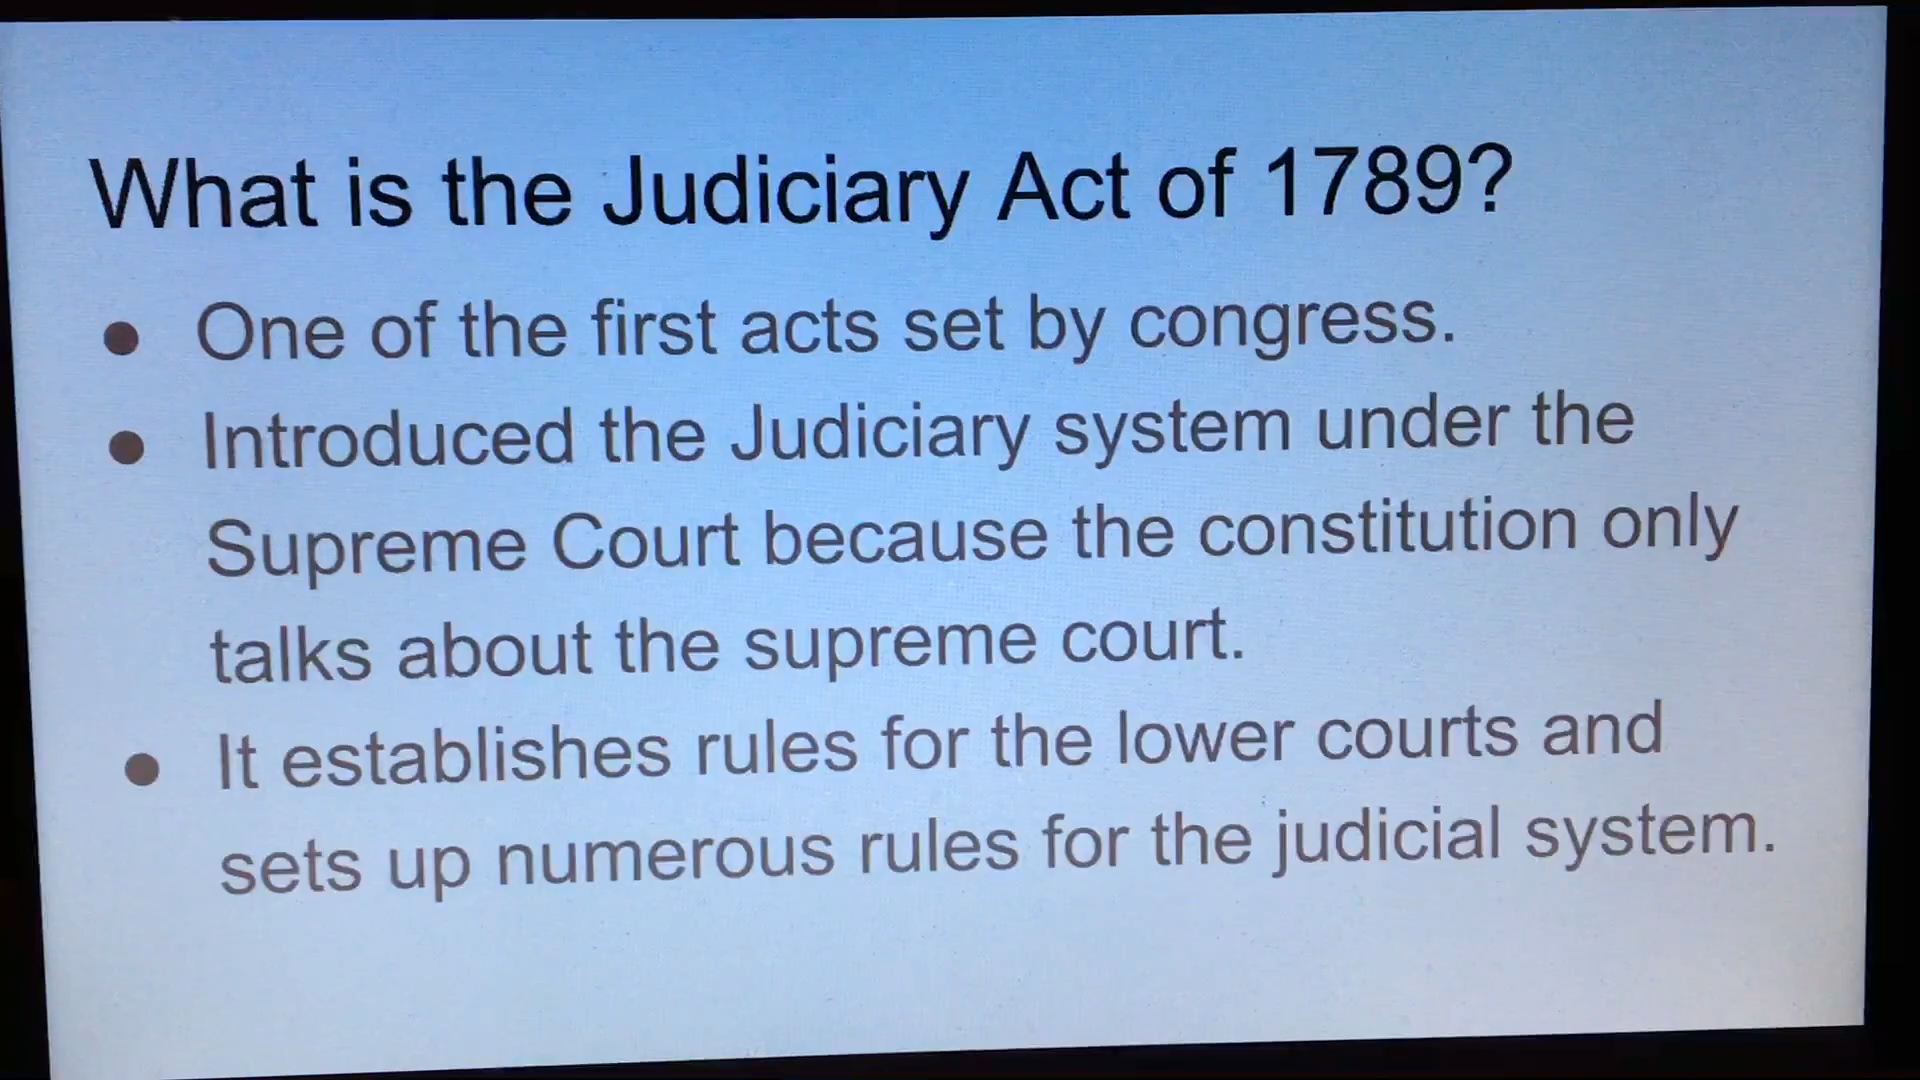 What is the Judiciary Act of 1789?
● One of the first acts set by congress.
● Introduced the Judiciary system under the
Supreme Court because the constitution only
talks about the supreme court.
● It establishes rules for the lower courts and
sets up numerous rules for the judicial system.